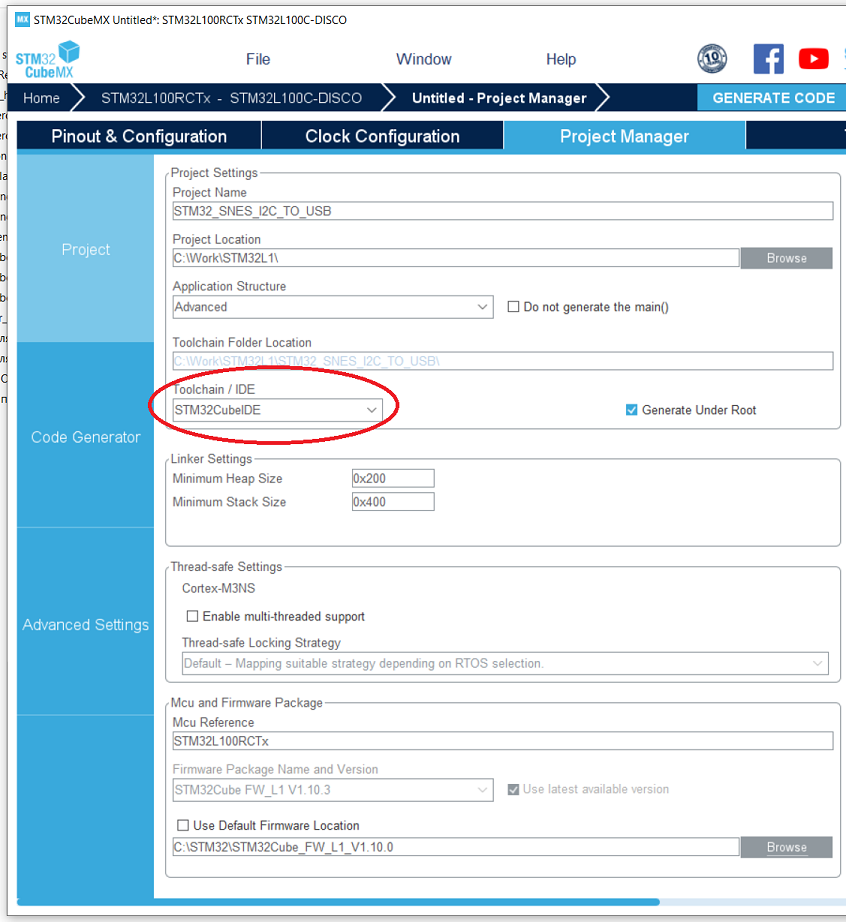 MX STM32CubeMX Untitled*: STM32L100RCTx STM32L100C-DISCO
STM32
CubeMX
File
Window
Help
10
Home
STM32L100RCTx - STM32L100C-DISCO
Untitled - Project Manager
GENERATE CODE
Pinout & Configuration
Clock Configuration
Project Manager
Project
Code Generator
Advanced Settings
Project Settings
Project Name
STM32_SNES_I2C_TO_USB
Project Location
C:\Work\STM32L1\
Browse
Application Structure
Advanced
Do not generate the main()
Toolchain Folder Location
C:\Work\STM32L1\STM32_SNES_I2C_TO_USB\
Toolchain / IDE
STM32CubeIDE
Generate Under Root
Linker Settings
Minimum Heap Size
0x200
Minimum Stack Size
0x400
Thread-safe Settings
Cortex-M3NS
Enable multi-threaded support
Thread-safe Locking Strategy
Default – Mapping suitable strategy depending on RTOS selection.
Mcu and Firmware Package
Mcu Reference
STM32L100RCTx
Firmware Package Name and Version
STM32Cube FW_L1 V1.10.3
Use latest available version
Use Default Firmware Location
C:\STM32\STM32Cube_FW_L1_V1.10.0
Browse